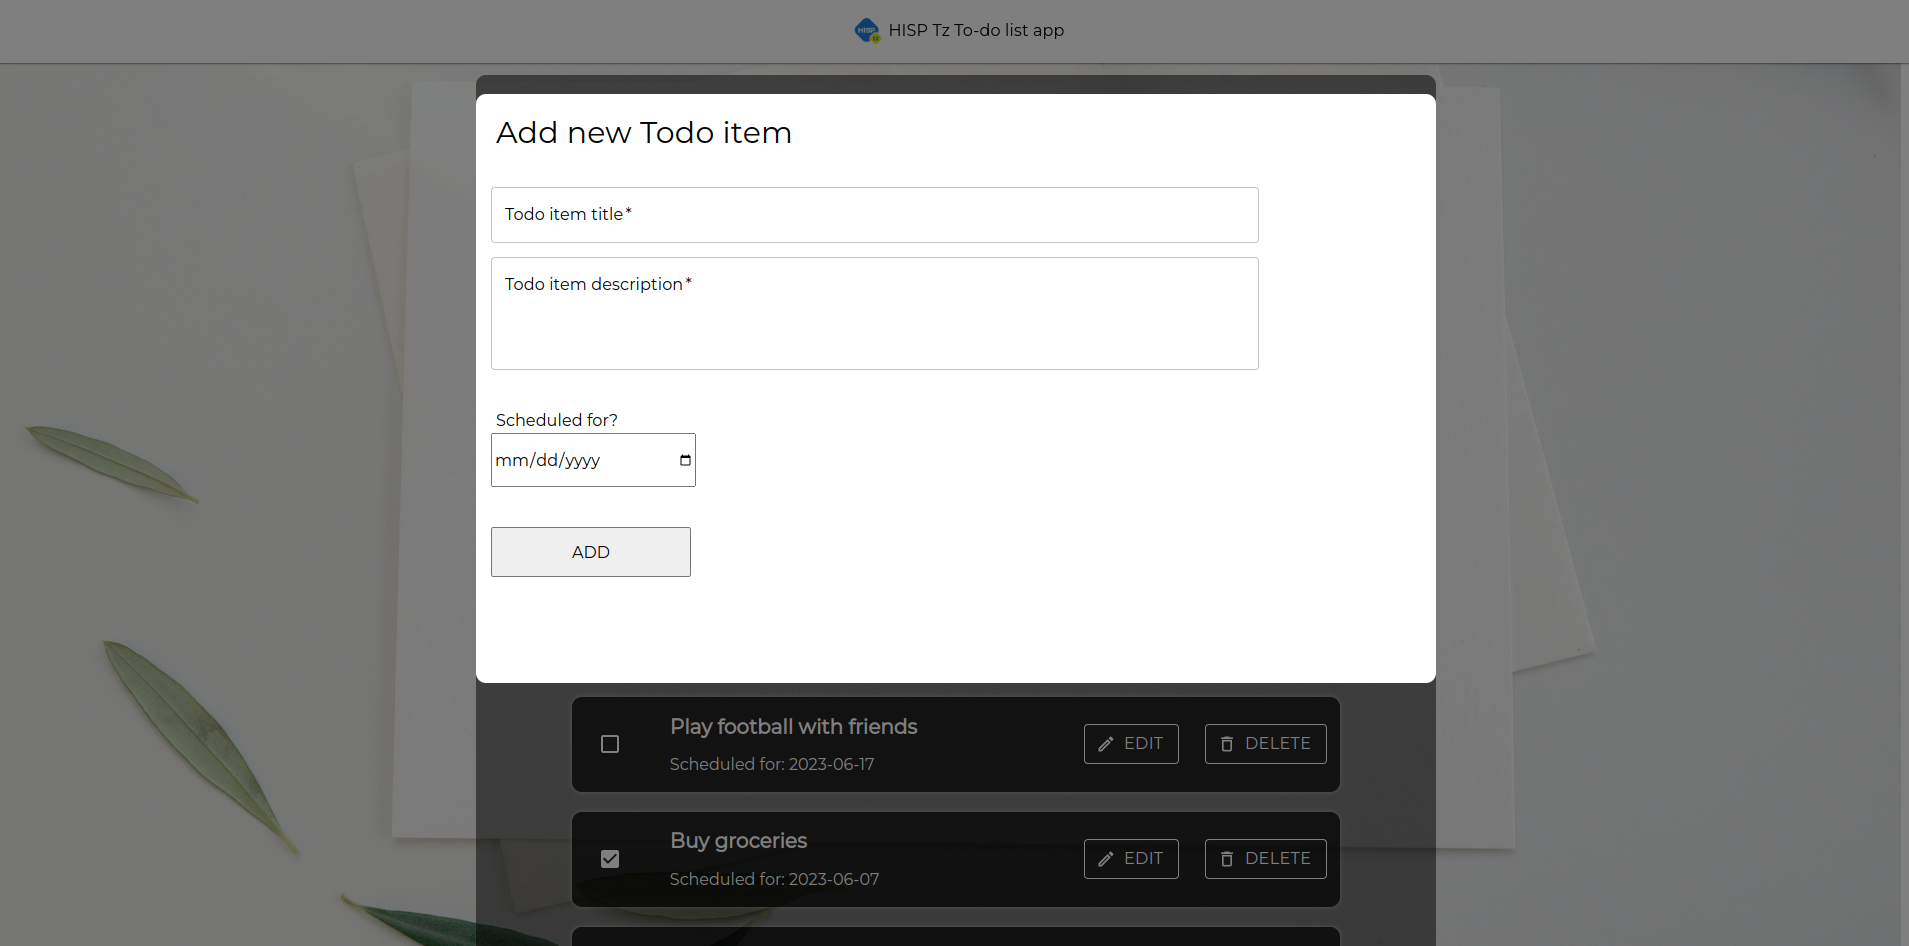 HISP Tz To-do list app
Add new Todo item
Todo item title*
Todo item description*
Scheduled for?
mm/dd/yyyy
ADD
Play football with friends
Scheduled for: 2023-06-17
EDIT
DELETE
Buy groceries
Scheduled for: 2023-06-07
EDIT
DELETE